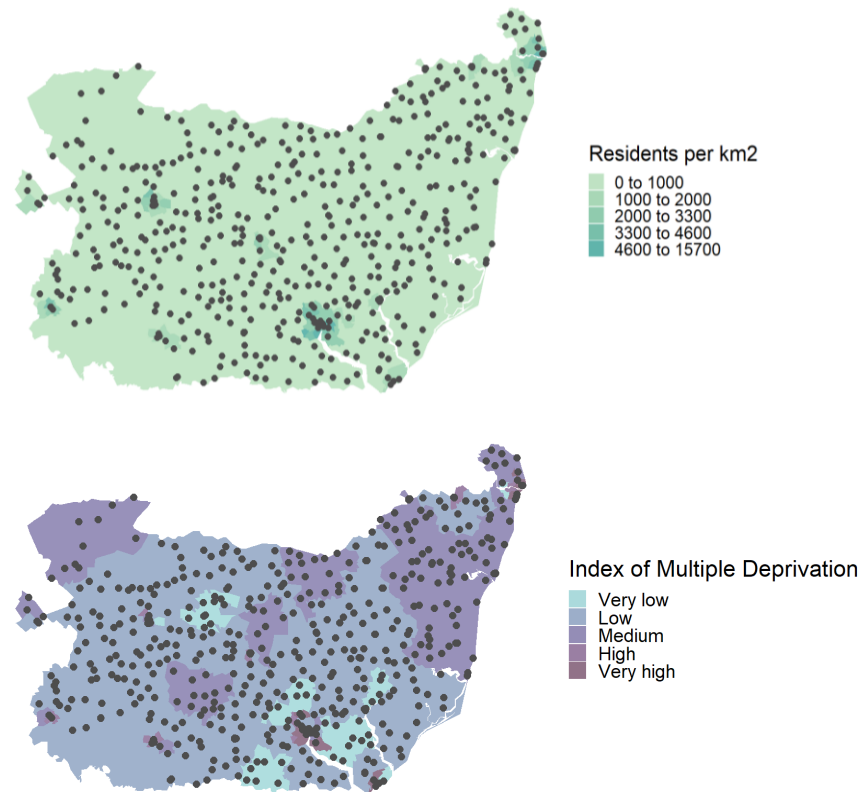 Residents per km2
0 to 1000
1000 to 2000
2000 to 3300
3300 to 4600
4600 to 15700
Index of Multiple Deprivation
Very low
Low
Medium
High
Very high